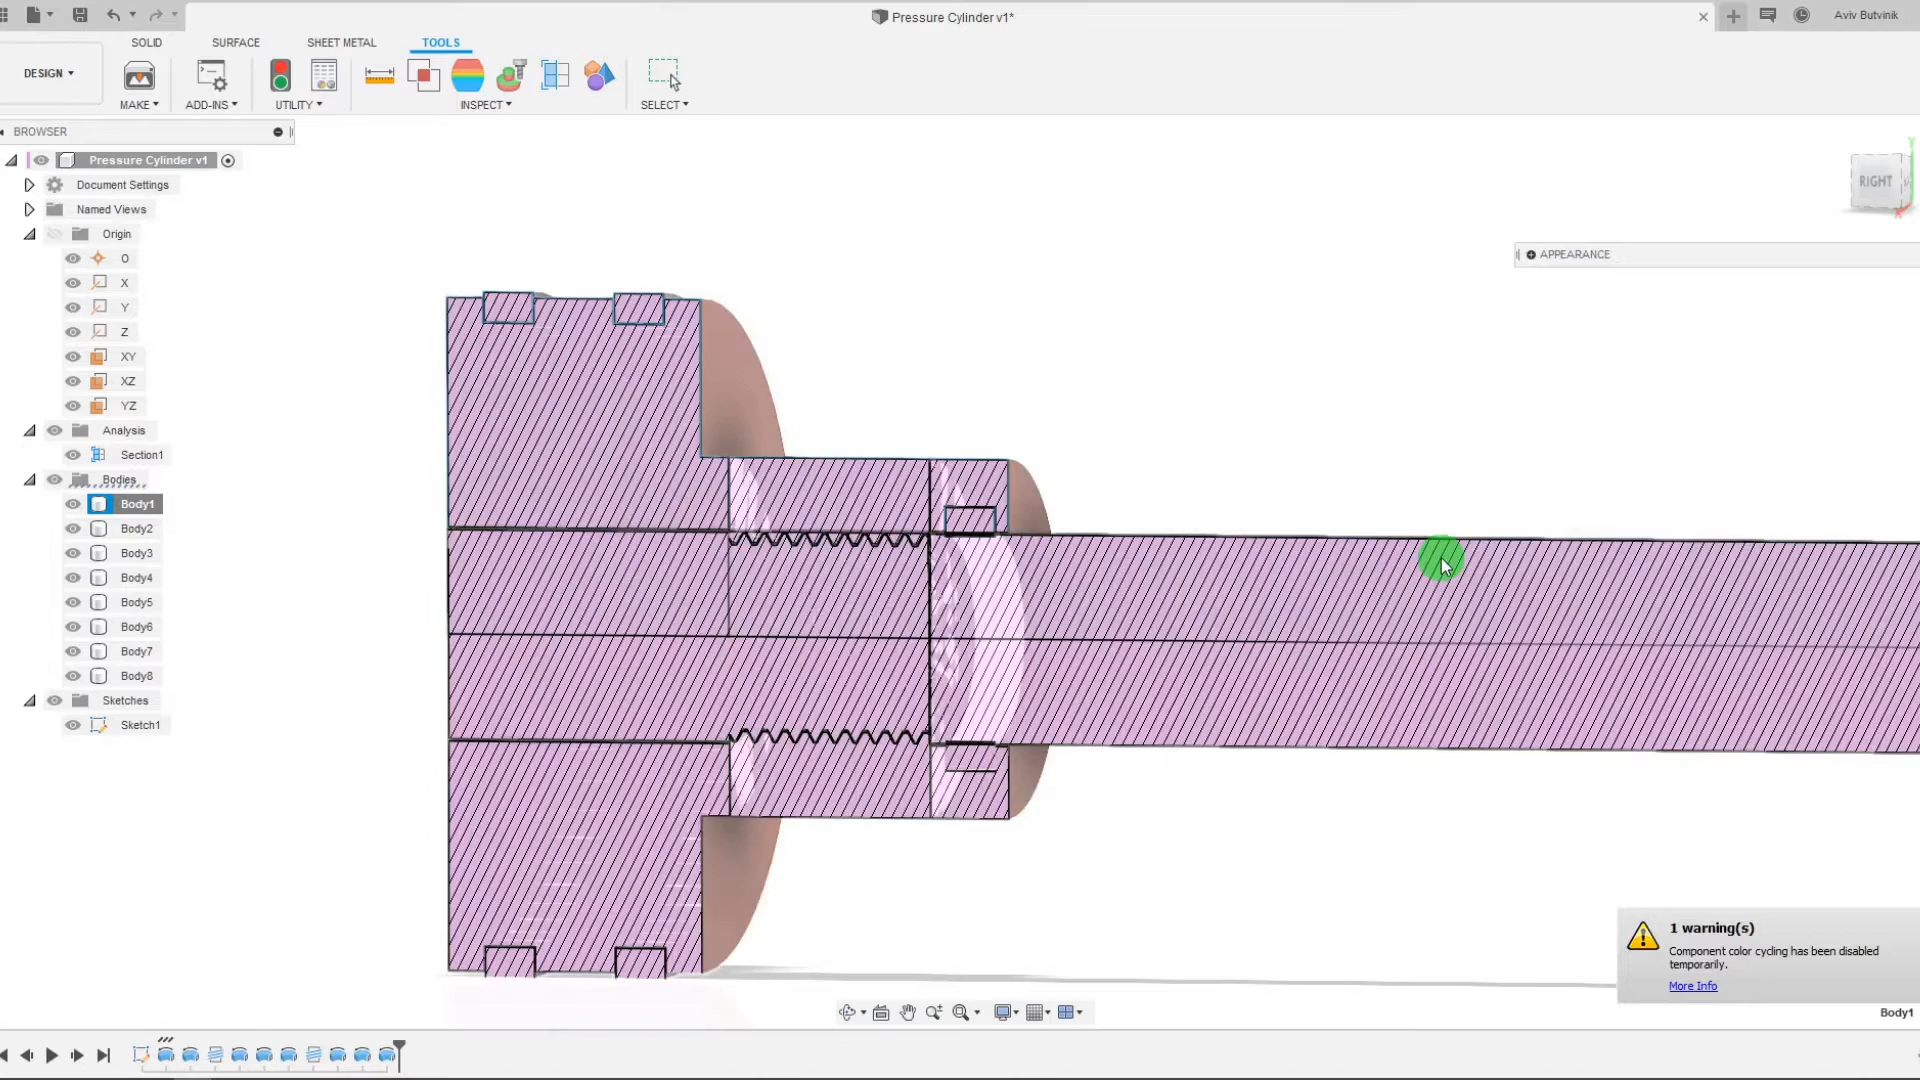 Pressure Cylinder v1*
Aviv Butvinik
SOLID
SURFACE
SHEET METAL
TOOLS
DESIGN
MAKE
ADD-INS
UTILITY
INSPECT
SELECT
BROWSER
Pressure Cylinder v1
Document Settings
Named Views
Origin
O
X
Y
Z
XY
XZ
YZ
Analysis
Section1
Bodies
Body1
Body2
Body3
Body4
Body5
Body6
Body7
Body8
Sketches
Sketch1
Y
RIGHT
X
APPEARANCE
1 warning(s)
Component color cycling has been disabled
temporarily.
More Info
Body1